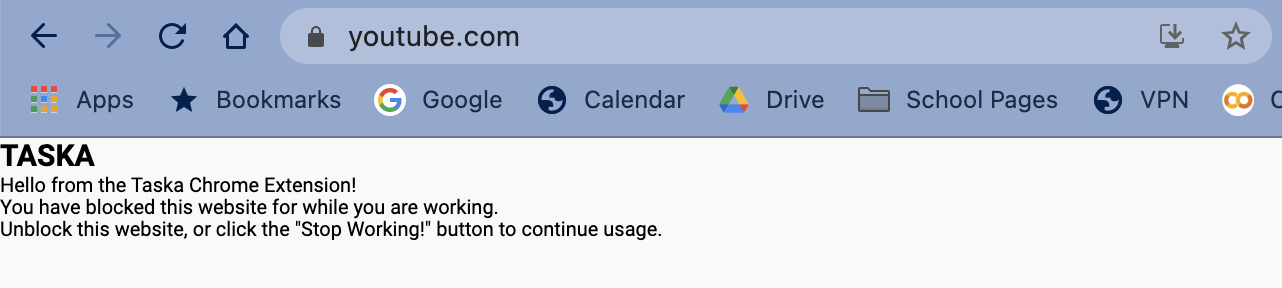 youtube.com
Apps Bookmarks Google Calendar Drive School Pages VPN
TASKA
Hello from the Taska Chrome Extension!
You have blocked this website for while you are working.
Unblock this website, or click the "Stop Working!" button to continue usage.